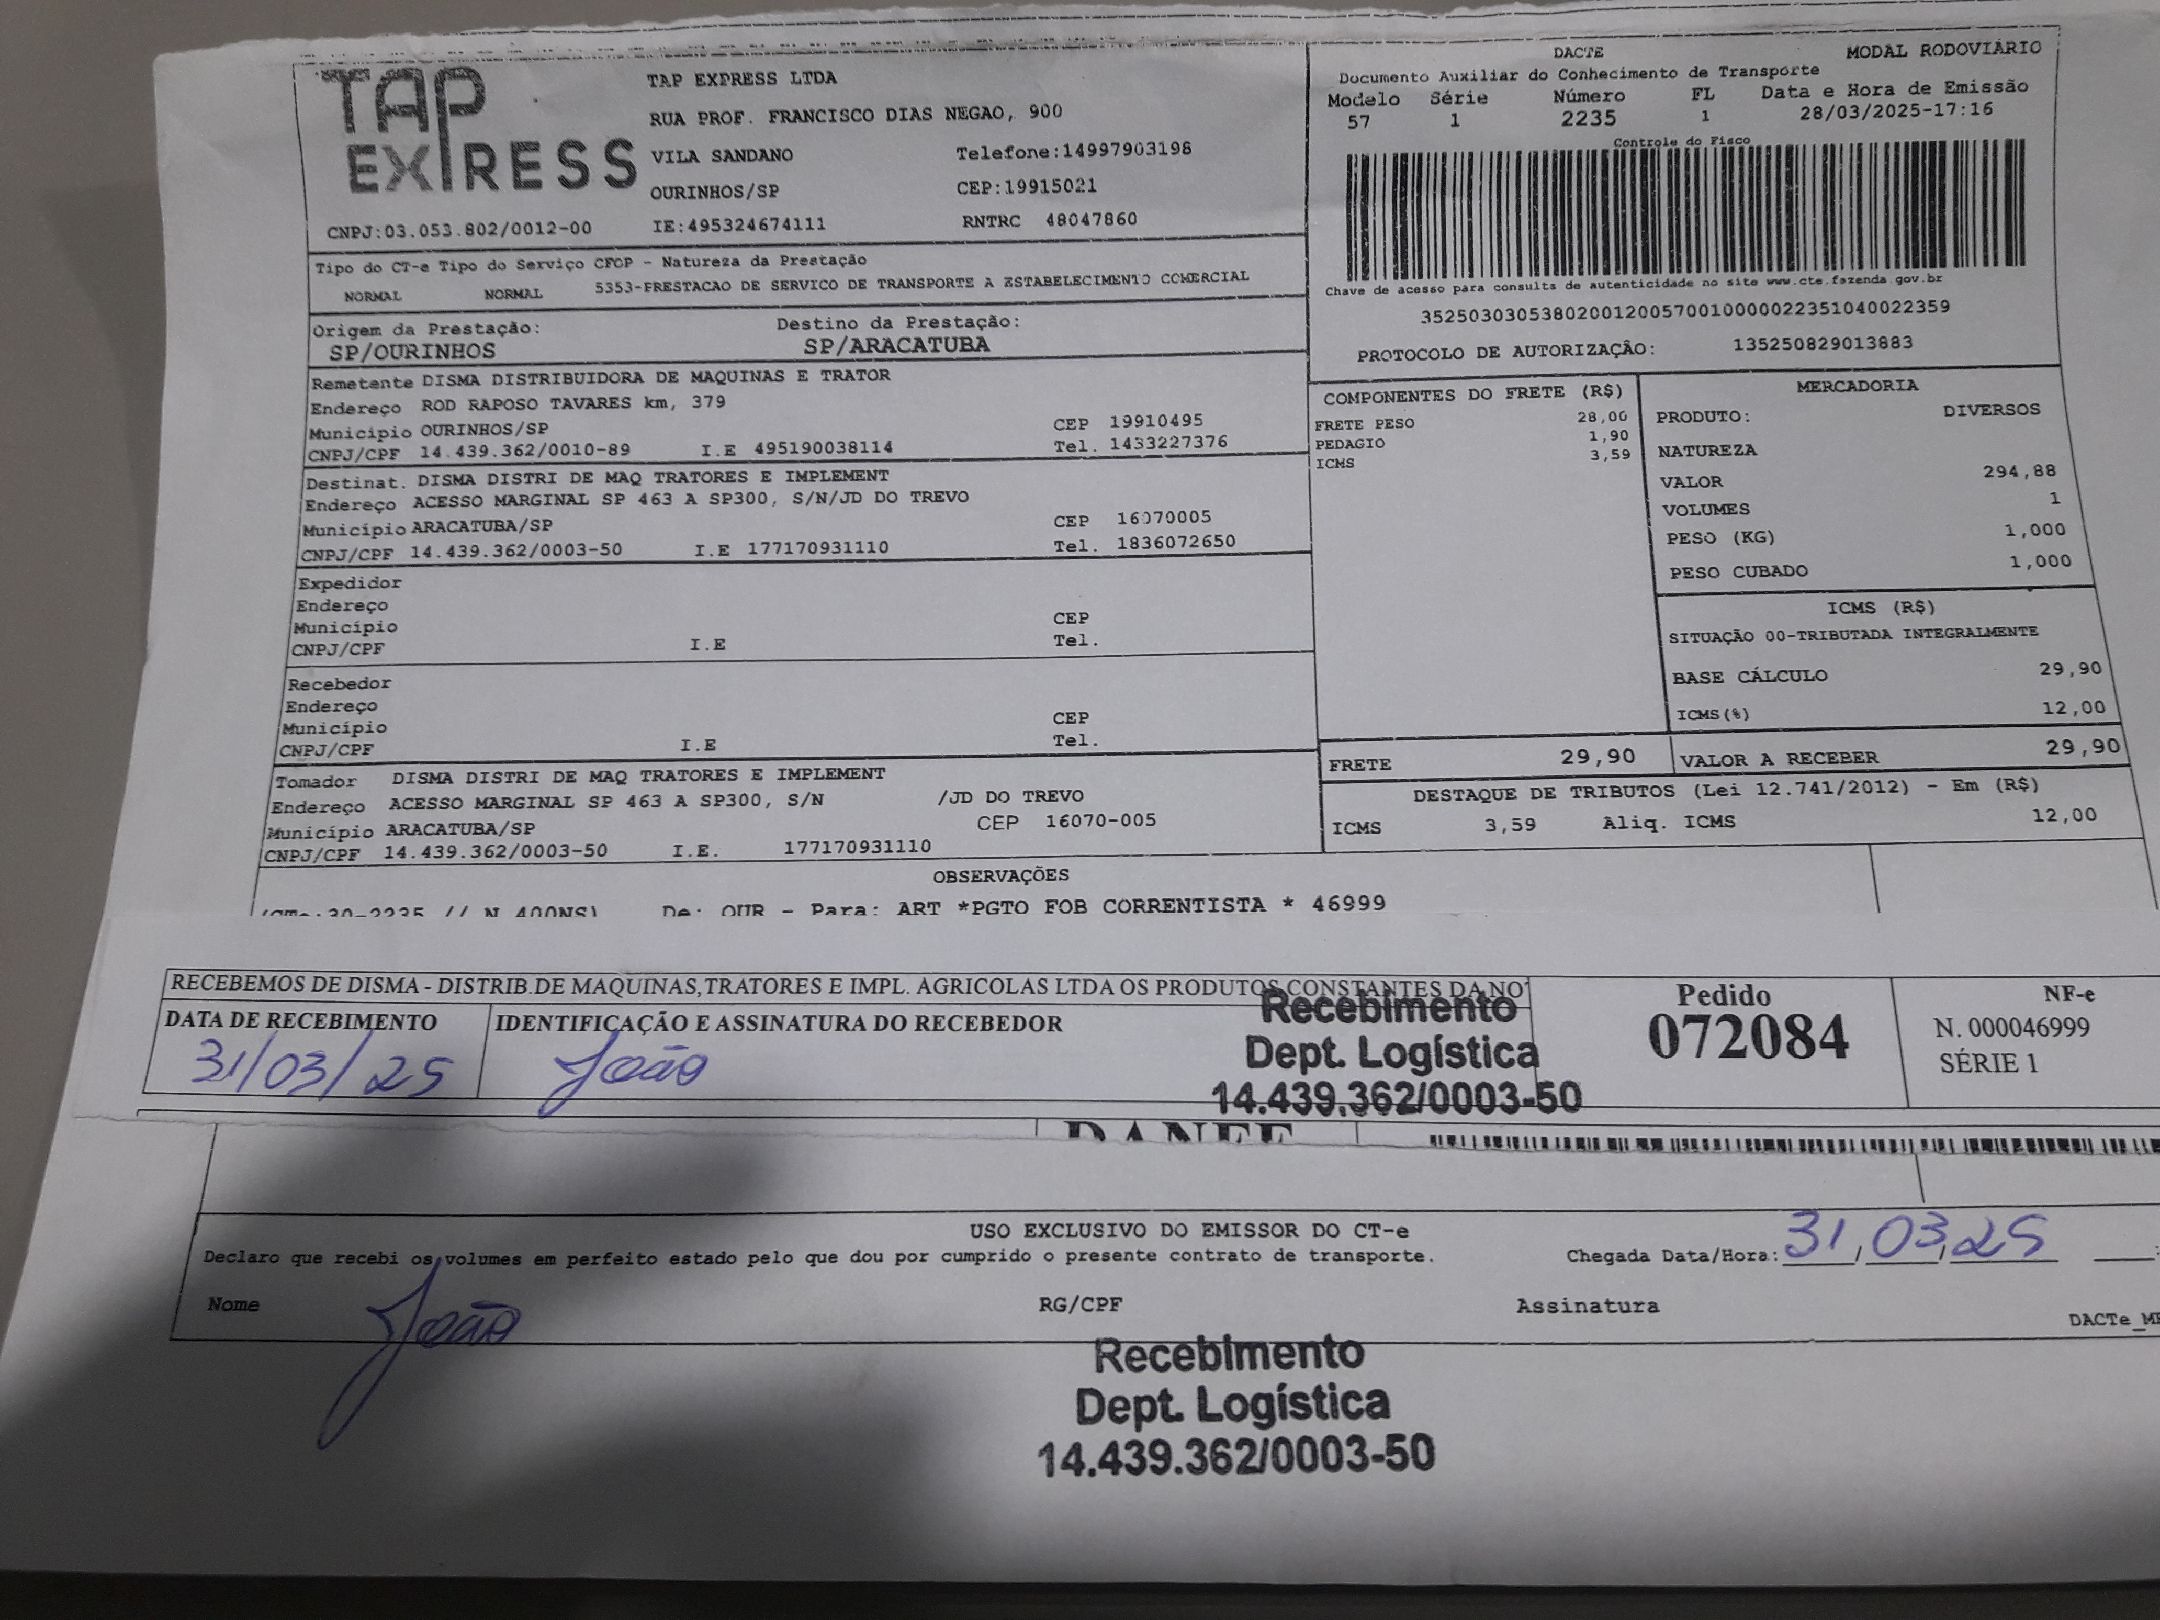 TAP EXPRESS
TAP EXPRESS LTDA
RUA PROF. FRANCISCO DIAS NEGAO, 900
VILA SANDANO Telefone:14997903198
OURINHOS/SP CEP:19915021
CNPJ:03.053.802/0012-00 IE:495324674111 RNTRC 48047860
DACTE MODAL RODOVIÁRIO
Documento Auxiliar do Conhecimento de Transporte
Modelo Série Número FL Data e Hora de Emissão
57 1 2235 1 28/03/2025-17:16
Controle do Fisco
Chave de acesso para consulta de autenticidade no site www.cte.fazenda.gov.br
35250303053802001200570010000022351040022359
PROTOCOLO DE AUTORIZAÇÃO: 135250829013883
Tipo do CT-e Tipo do Serviço CFOP - Natureza da Prestação
NORMAL NORMAL 5353-PRESTACAO DE SERVICO DE TRANSPORTE A ESTABELECIMENTO COMERCIAL
Origem da Prestação: Destino da Prestação:
SP/OURINHOS SP/ARACATUBA
Remetente DISMA DISTRIBUIDORA DE MAQUINAS E TRATOR
Endereço ROD RAPOSO TAVARES km, 379
Município OURINHOS/SP CEP 19910495
CNPJ/CPF 14.439.362/0010-89 I.E 495190038114 Tel. 1433227376
Destinat. DISMA DISTRI DE MAQ TRATORES E IMPLEMENT
Endereço ACESSO MARGINAL SP 463 A SP300, S/N/JD DO TREVO
Município ARACATUBA/SP CEP 16070005
CNPJ/CPF 14.439.362/0003-50 I.E 177170931110 Tel. 1836072650
Expedidor
Endereço
Município CEP
CNPJ/CPF I.E Tel.
Recebedor
Endereço
Município CEP
CNPJ/CPF I.E Tel.
Tomador DISMA DISTRI DE MAQ TRATORES E IMPLEMENT
Endereço ACESSO MARGINAL SP 463 A SP300, S/N /JD DO TREVO
Município ARACATUBA/SP CEP 16070-005
CNPJ/CPF 14.439.362/0003-50 I.E. 177170931110
COMPONENTES DO FRETE (R$)
FRETE PESO 28,00
PEDAGIO 1,90
ICMS 3,59
MERCADORIA
PRODUTO: DIVERSOS
NATUREZA
VALOR 294,88
VOLUMES 1
PESO (KG) 1,000
PESO CUBADO 1,000
ICMS (R$)
SITUAÇÃO 00-TRIBUTADA INTEGRALMENTE
BASE CÁLCULO 29,90
ICMS(%) 12,00
FRETE 29,90 VALOR A RECEBER 29,90
DESTAQUE DE TRIBUTOS (Lei 12.741/2012) - Em (R$)
ICMS 3,59 Aliq. ICMS 12,00
OBSERVAÇÕES
De: OUR - Para: ART *PGTO FOB CORRENTISTA * 46999
RECEBEMOS DE DISMA - DISTRIB.DE MAQUINAS,TRATORES E IMPL. AGRICOLAS LTDA OS PRODUTOS CONSTANTES DA NO
DATA DE RECEBIMENTO IDENTIFICAÇÃO E ASSINATURA DO RECEBEDOR
31/03/25 João
Recebimento
Dept. Logística
14.439.362/0003-50
Pedido
072084
NF-e
N. 000046999
SÉRIE 1
DANFE
USO EXCLUSIVO DO EMISSOR DO CT-e
Declaro que recebi os volumes em perfeito estado pelo que dou por cumprido o presente contrato de transporte. Chegada Data/Hora: 31/03/25
Nome João RG/CPF Assinatura
DACTe_M
Recebimento
Dept. Logística
14.439.362/0003-50